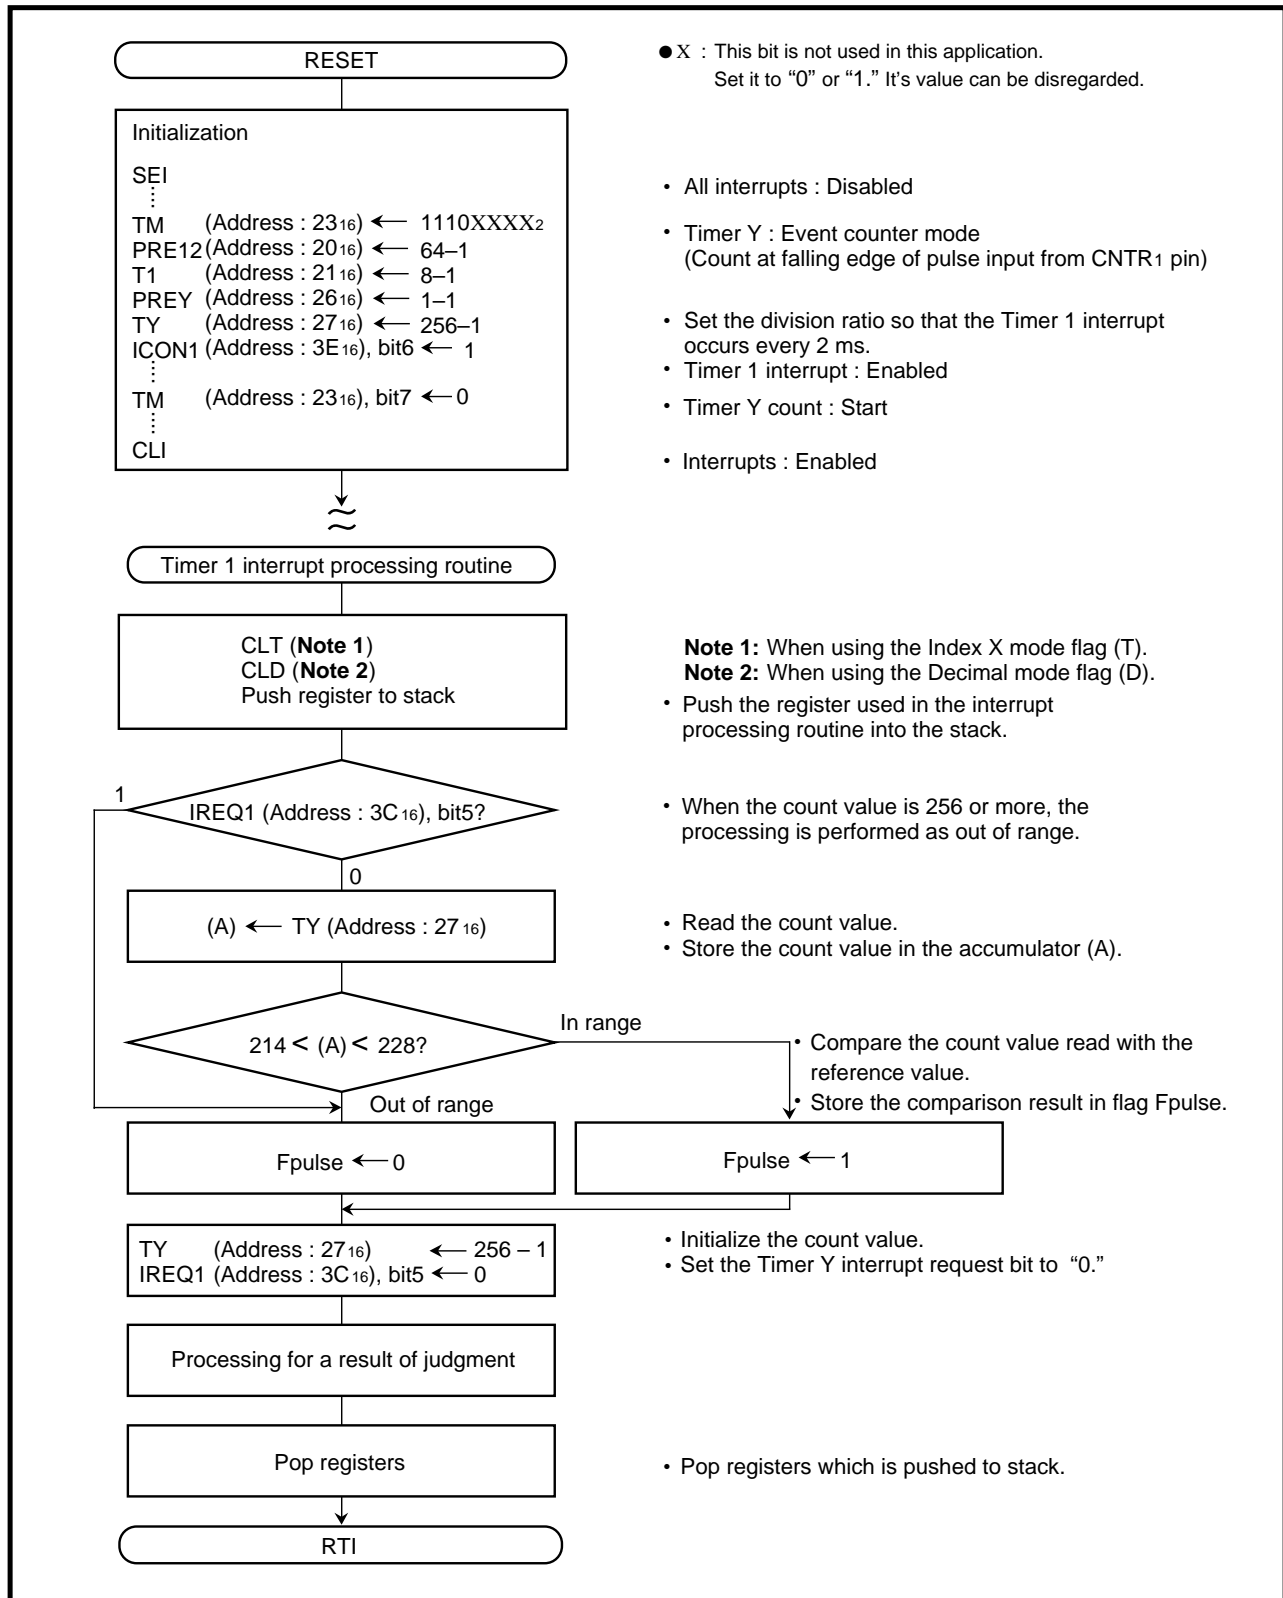 RESET
●X : This bit is not used in this application.
Set it to “0” or “1.” It’s value can be disregarded.
Initialization
SEI
• All interrupts : Disabled
TM (Address : 2316) ← 1110XXXX2
• Timer Y : Event counter mode
(Count at falling edge of pulse input from CNTR1 pin)
PRE12 (Address : 2016) ← 64–1
T1 (Address : 2116) ← 8–1
PREY (Address : 2616) ← 1–1
TY (Address : 2716) ← 256–1
• Set the division ratio so that the Timer 1 interrupt
occurs every 2 ms.
ICON1 (Address : 3E16), bit6 ← 1
• Timer 1 interrupt : Enabled
TM (Address : 2316), bit7 ← 0
• Timer Y count : Start
CLI
• Interrupts : Enabled
Timer 1 interrupt processing routine
CLT (Note 1)
CLD (Note 2)
Push register to stack
Note 1: When using the Index X mode flag (T).
Note 2: When using the Decimal mode flag (D).
• Push the register used in the interrupt
processing routine into the stack.
1
IREQ1 (Address : 3C16), bit5?
• When the count value is 256 or more, the
processing is performed as out of range.
0
(A) ← TY (Address : 2716)
• Read the count value.
• Store the count value in the accumulator (A).
214 < (A) < 228?
In range
• Compare the count value read with the
reference value.
• Store the comparison result in flag Fpulse.
Out of range
Fpulse ← 0
Fpulse ← 1
TY (Address : 2716) ← 256 – 1
IREQ1 (Address : 3C16), bit5 ← 0
• Initialize the count value.
• Set the Timer Y interrupt request bit to “0.”
Processing for a result of judgment
Pop registers
• Pop registers which is pushed to stack.
RTI